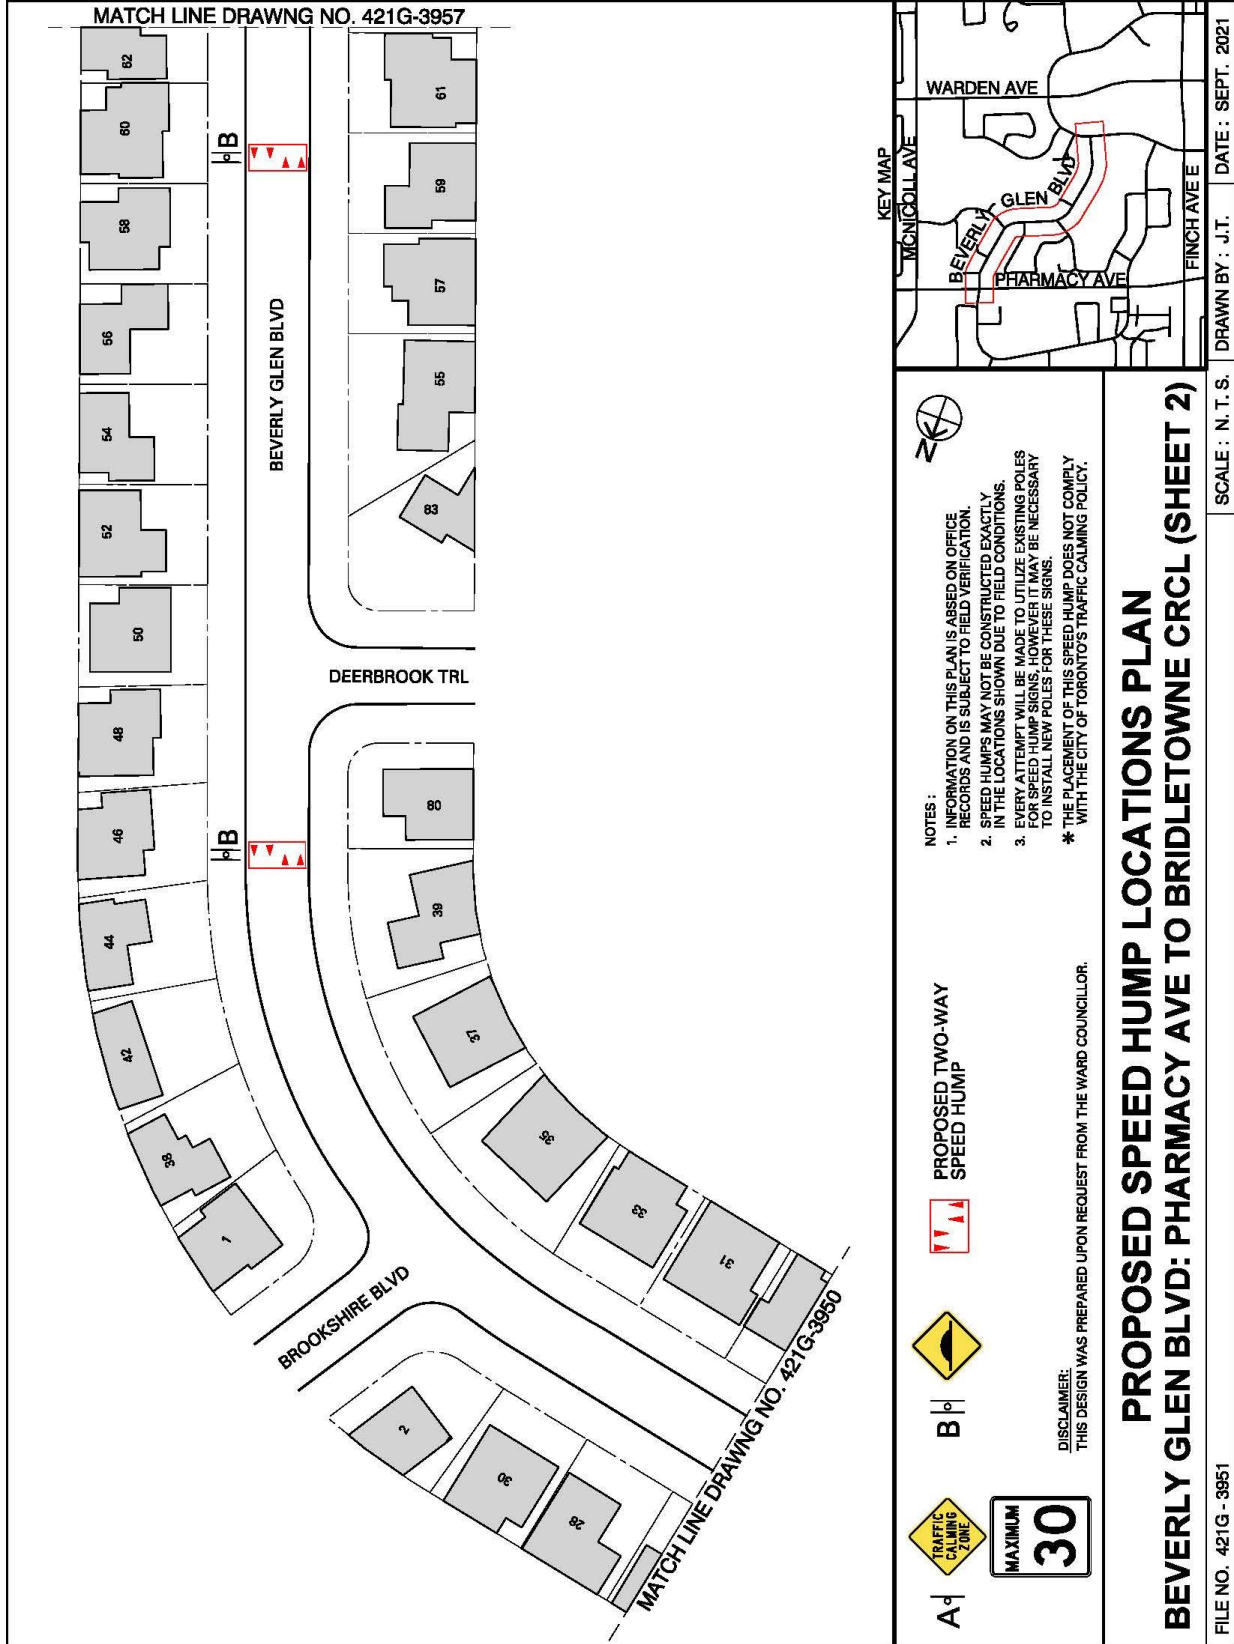 MATCH LINE DRAWNG NO. 421G-3957
62
60
58
56
54
52
50
48
46
44
42
38
1
B
B
BEVERLY GLEN BLVD
61
59
57
55
83
DEERBROOK TRL
80
39
37
35
33
31
BROOKSHIRE BLVD
2
30
28
MATCH LINE DRAWNG NO. 421G-3950
KEY MAP
MCNICOLL AVE
WARDEN AVE
BEVERLY GLEN BLVD
PHARMACY AVE
FINCH AVE E
N
NOTES :
1. INFORMATION ON THIS PLAN IS ABSED ON OFFICE
RECORDS AND IS SUBJECT TO FIELD VERIFICATION.
2. SPEED HUMPS MAY NOT BE CONSTRUCTED EXACTLY
IN THE LOCATIONS SHOWN DUE TO FIELD CONDITIONS.
3. EVERY ATTEMPT WILL BE MADE TO UTILIZE EXISTING POLES
FOR SPEED HUMP SIGNS, HOWEVER IT MAY BE NECESSARY
TO INSTALL NEW POLES FOR THESE SIGNS.
* THE PLACEMENT OF THIS SPEED HUMP DOES NOT COMPLY
WITH THE CITY OF TORONTO'S TRAFFIC CALMING POLICY.
A
TRAFFIC
CALMING
ZONE
MAXIMUM
30
B
PROPOSED TWO-WAY
SPEED HUMP
DISCLAIMER:
THIS DESIGN WAS PREPARED UPON REQUEST FROM THE WARD COUNCILLOR.
PROPOSED SPEED HUMP LOCATIONS PLAN
BEVERLY GLEN BLVD: PHARMACY AVE TO BRIDLETOWNE CRCL (SHEET 2)
FILE NO. 421G - 3951
SCALE : N. T. S.
DRAWN BY : J.T.
DATE : SEPT. 2021